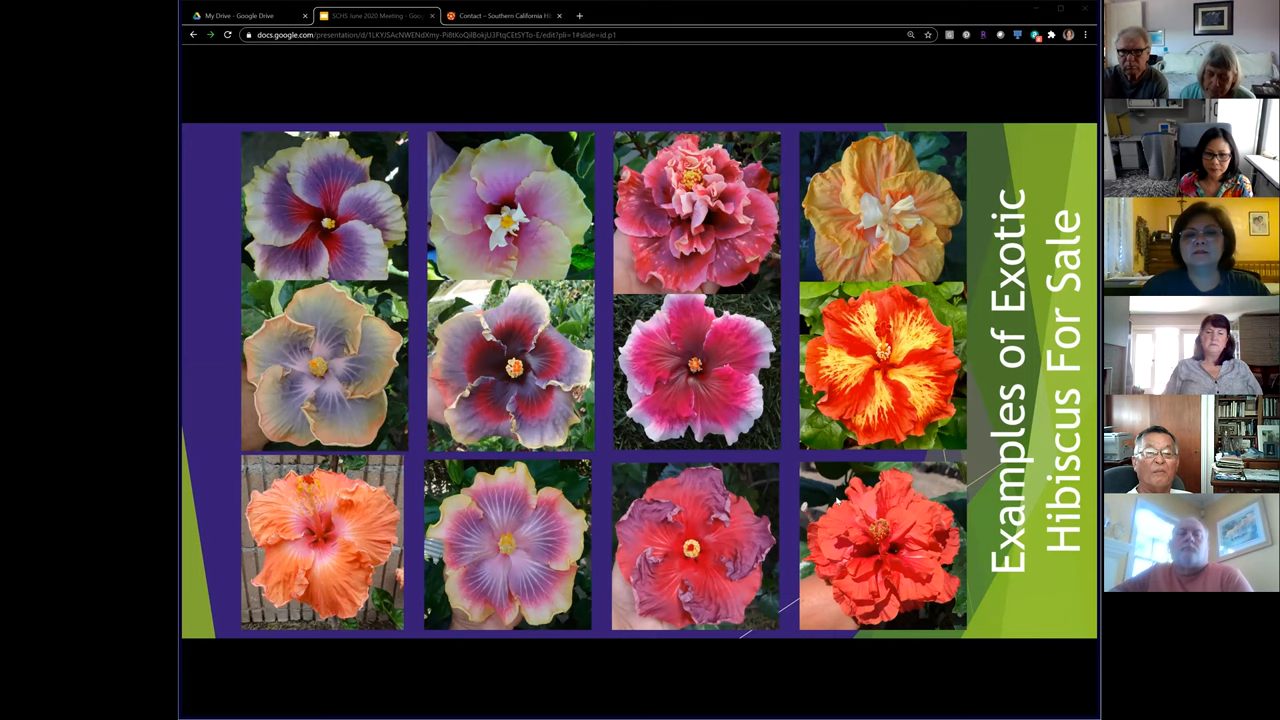 My Drive - Google Drive
SCHS June 2020 Meeting - Goo
Contact – Southern California Hi
docs.google.com/presentation/d/1LKYJSAcNWENdXmy-Pi8tKoQilBokjU3FtqCEtSYTo-E/edit?pli=1#slide=id.p1
Examples of Exotic
Hibiscus For Sale